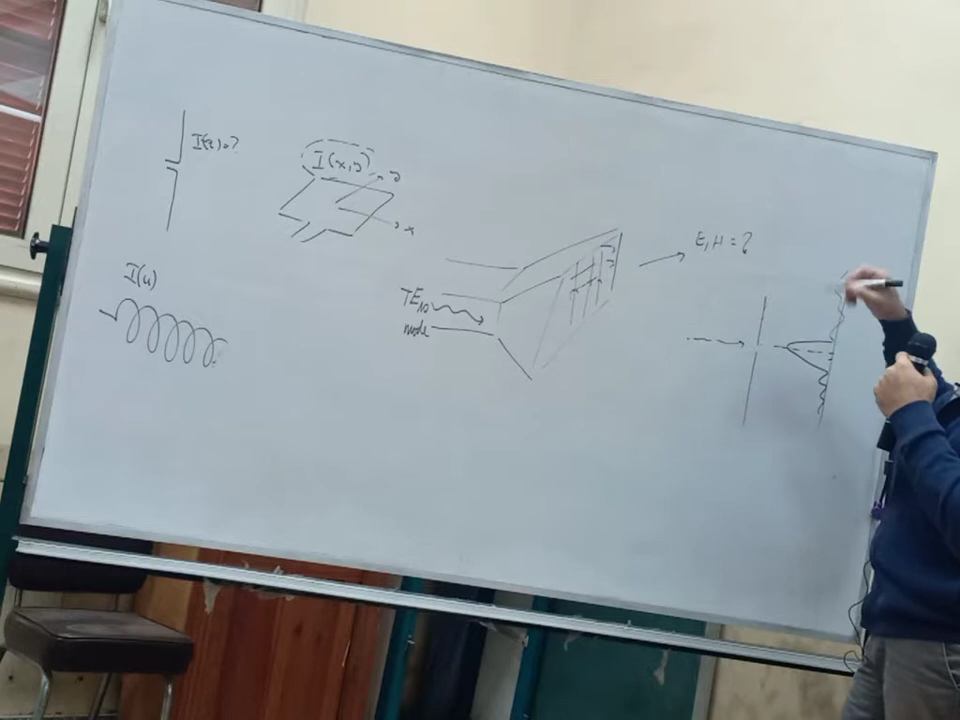 I(z)=?
I(x,y)
y
x
I(u)
TE₁₀
mode
E, H = ?